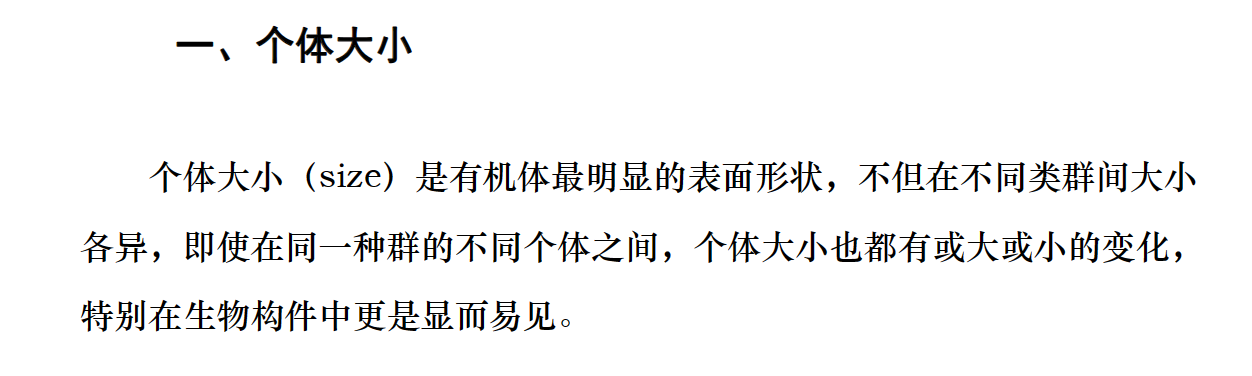 一、个体大小
个体大小（size）是有机体最明显的表面形状，不但在不同类群间大小
各异，即使在同一种群的不同个体之间，个体大小也都有或大或小的变化，
特别在生物构件中更是显而易见。